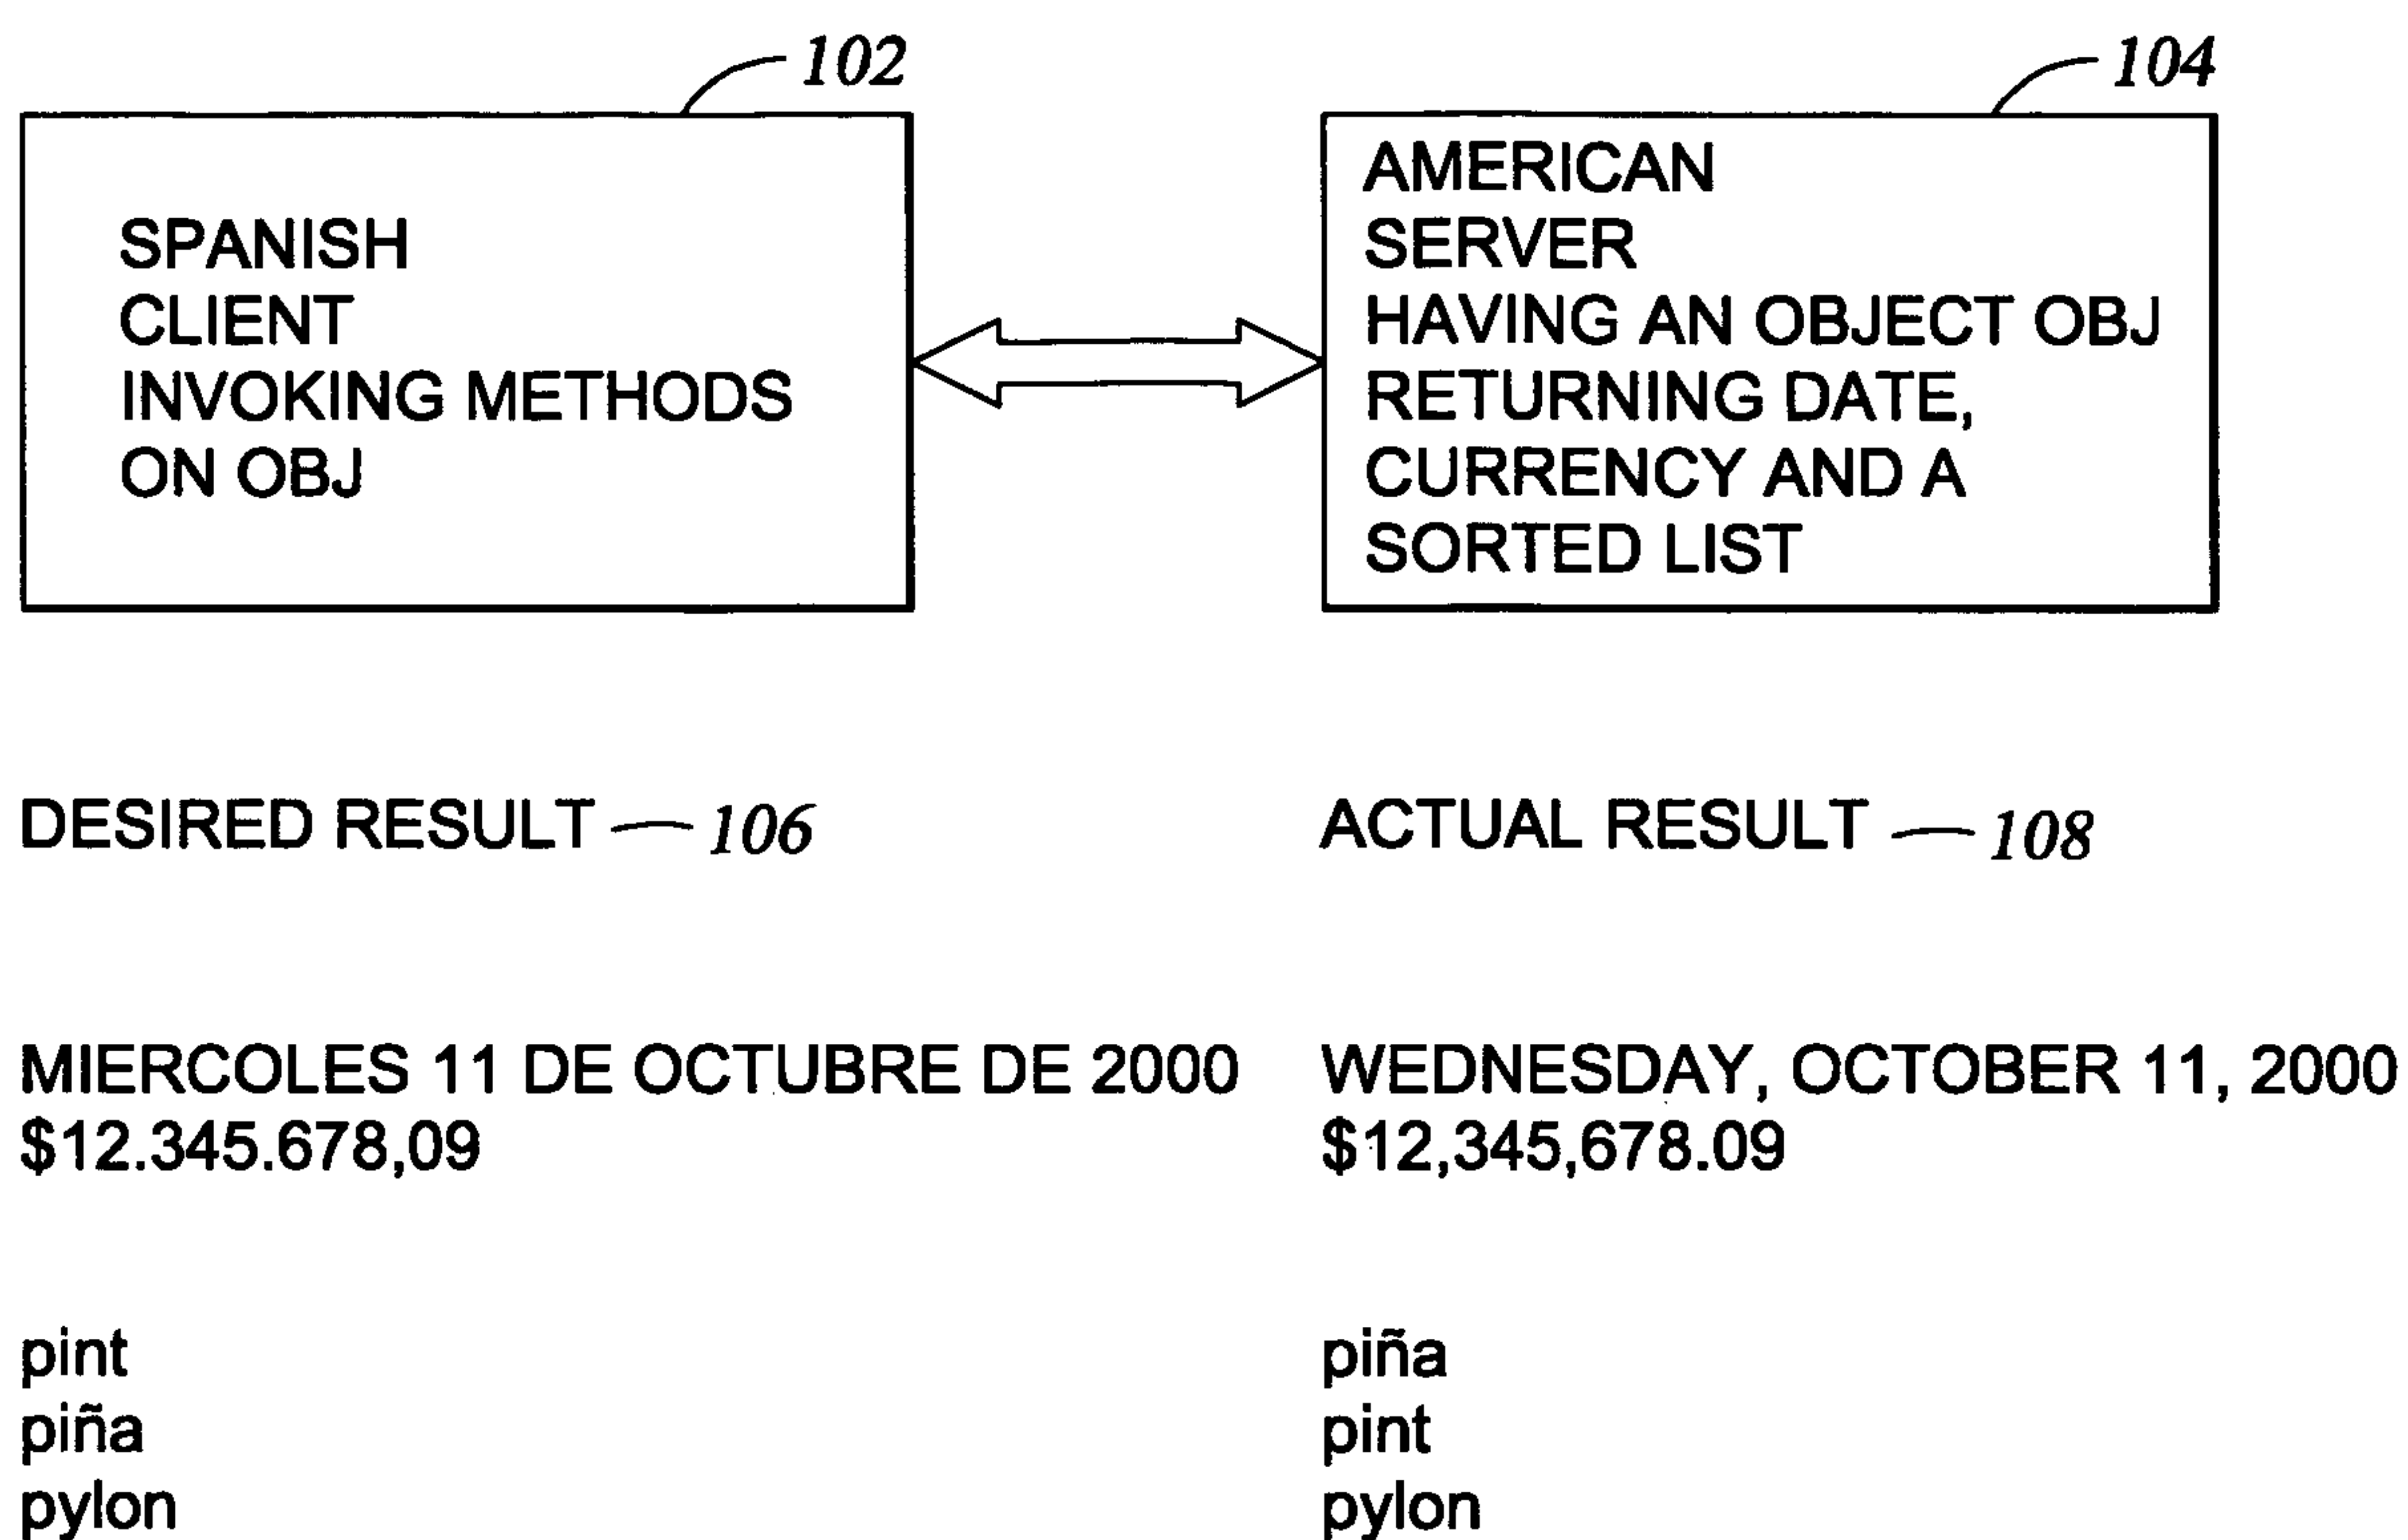 102
SPANISH
CLIENT
INVOKING METHODS
ON OBJ
104
AMERICAN
SERVER
HAVING AN OBJECT OBJ
RETURNING DATE,
CURRENCY AND A
SORTED LIST
DESIRED RESULT 106
MIERCOLES 11 DE OCTUBRE DE 2000
$12.345.678,09
pint
piña
pylon
ACTUAL RESULT 108
WEDNESDAY, OCTOBER 11, 2000
$12,345,678.09
piña
pint
pylon